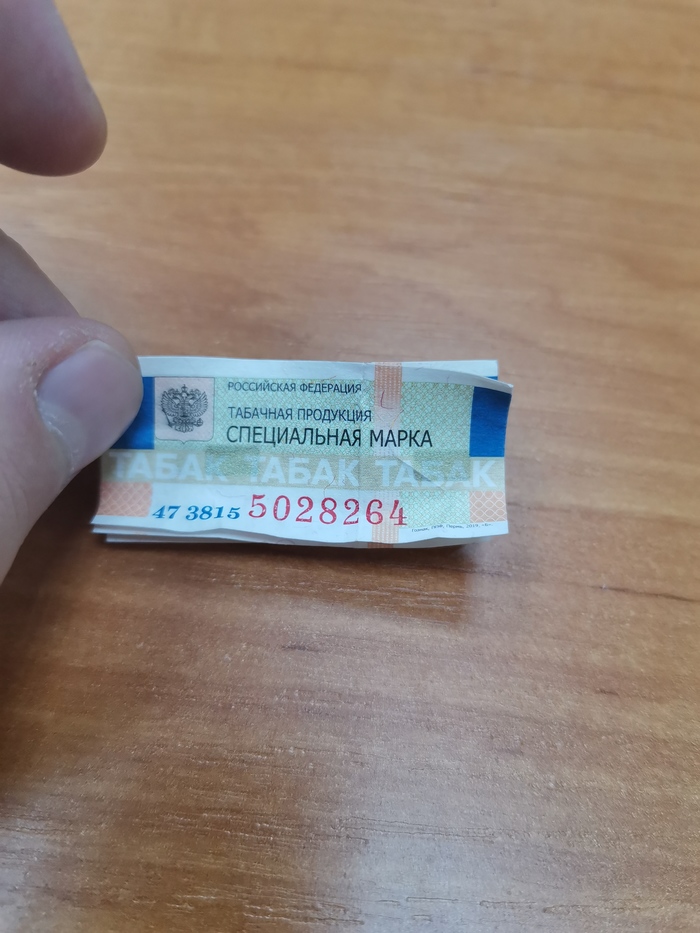 РОССИЙСКАЯ ФЕДЕРАЦИЯ
ТАБАЧНАЯ ПРОДУКЦИЯ
СПЕЦИАЛЬНАЯ МАРКА
ТАБАК ТАБАК ТАБАК
47 3815 5028264